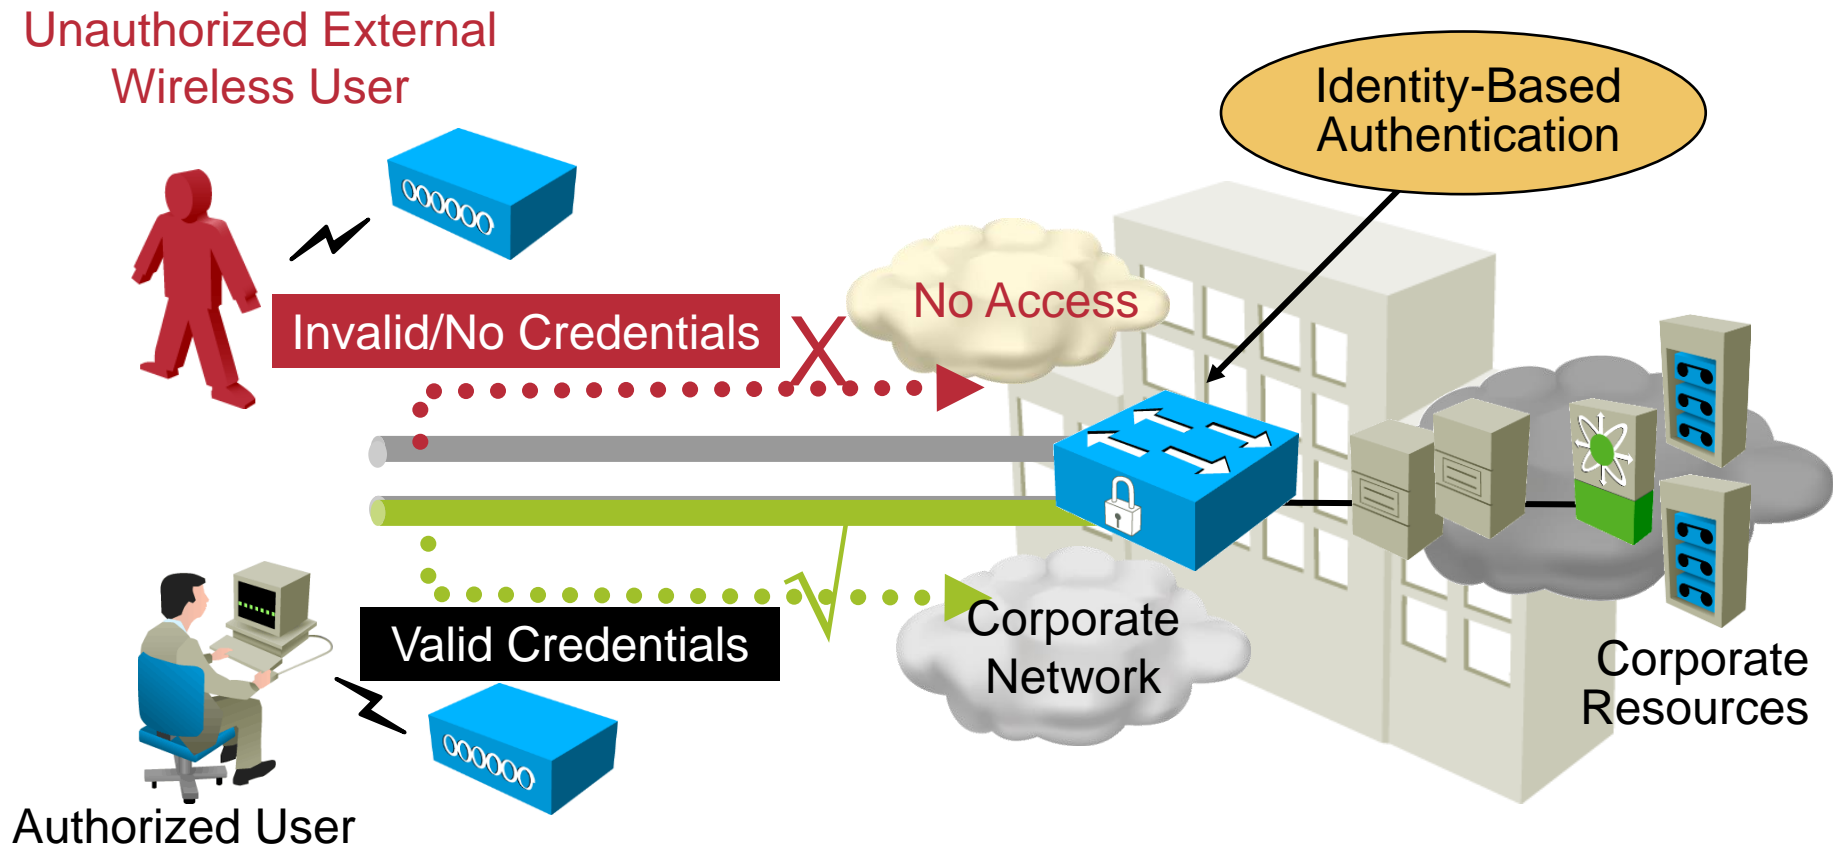 Unauthorized External
Wireless User
Identity-Based
Authentication
No Access
Invalid/No Credentials
X
Valid Credentials
Corporate
Network
Corporate
Resources
Authorized User